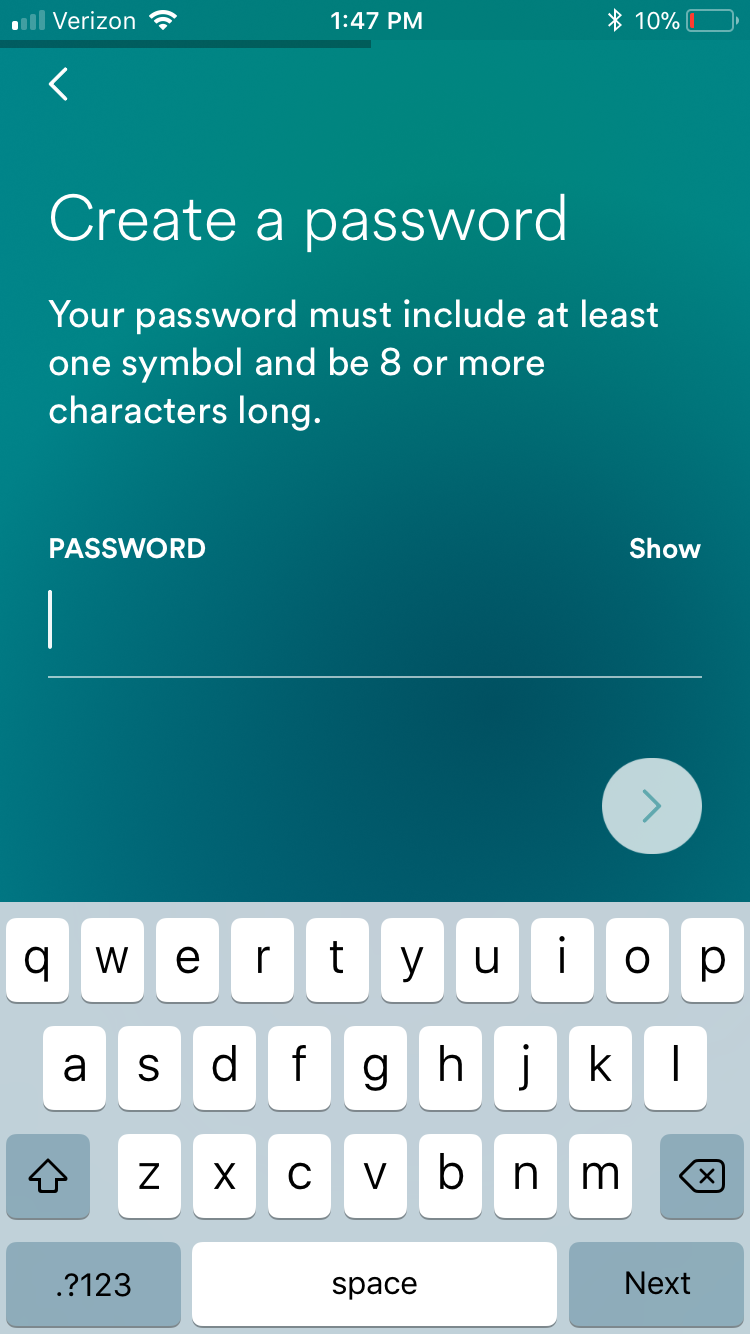 Verizon 1:47 PM 10%
Create a password
Your password must include at least
one symbol and be 8 or more
characters long.
PASSWORD Show
q w e r t y u i o p
a s d f g h j k l
z x c v b n m
.?123 space Next